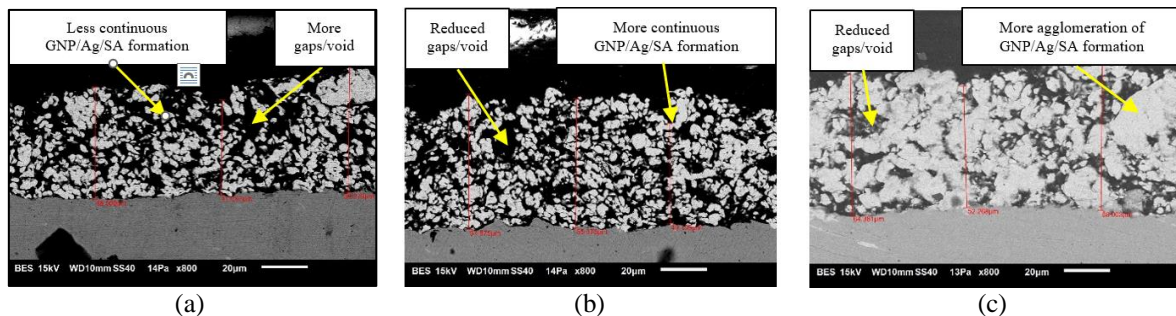 Less continuous
GNP/Ag/SA formation
More
gaps/void
BES 15kV WD10mm SS40 14Pa x800 20μm
(a)
Reduced
gaps/void
More continuous
GNP/Ag/SA formation
BES 15kV WD10mm SS40 14Pa x800 20μm
(b)
Reduced
gaps/void
More agglomeration of
GNP/Ag/SA formation
BES 15kV WD10mm SS40 13Pa x800 20μm
(c)